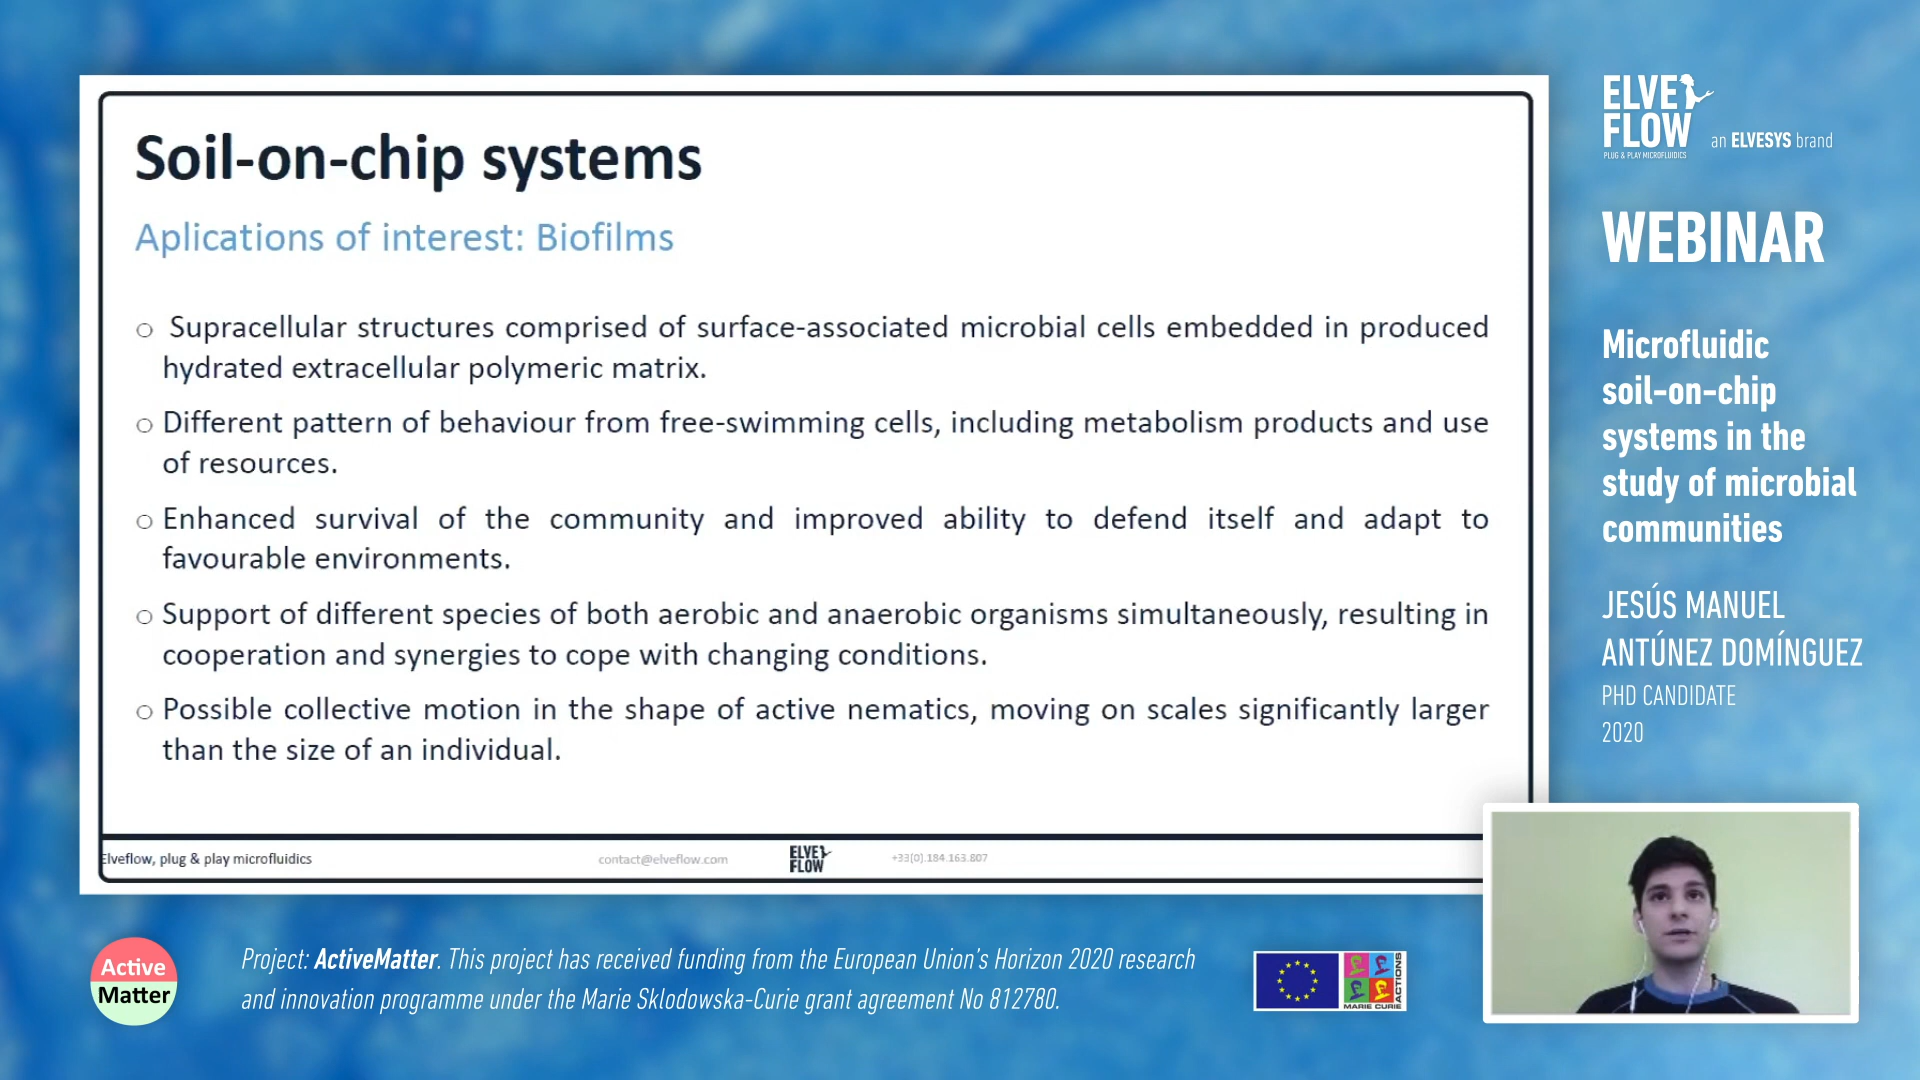 Soil-on-chip systems
Aplications of interest: Biofilms
Supracellular structures comprised of surface-associated microbial cells embedded in produced
hydrated extracellular polymeric matrix.
Different pattern of behaviour from free-swimming cells, including metabolism products and use
of resources.
Enhanced survival of the community and improved ability to defend itself and adapt to
favourable environments.
Support of different species of both aerobic and anaerobic organisms simultaneously, resulting in
cooperation and synergies to cope with changing conditions.
Possible collective motion in the shape of active nematics, moving on scales significantly larger
than the size of an individual.
Elveflow, plug & play microfluidics
contact@elveflow.com
ELVE
FLOW
+33(0).184.163.807
ELVE
FLOW
PLUG & PLAY MICROFLUIDICS
an ELVESYS brand
WEBINAR
Microfluidic
soil-on-chip
systems in the
study of microbial
communities
JESÚS MANUEL
ANTÚNEZ DOMÍNGUEZ
PHD CANDIDATE
2020
Active
Matter
Project: ActiveMatter. This project has received funding from the European Union's Horizon 2020 research
and innovation programme under the Marie Sklodowska-Curie grant agreement No 812780.
MARIE CURIE
ACTIONS